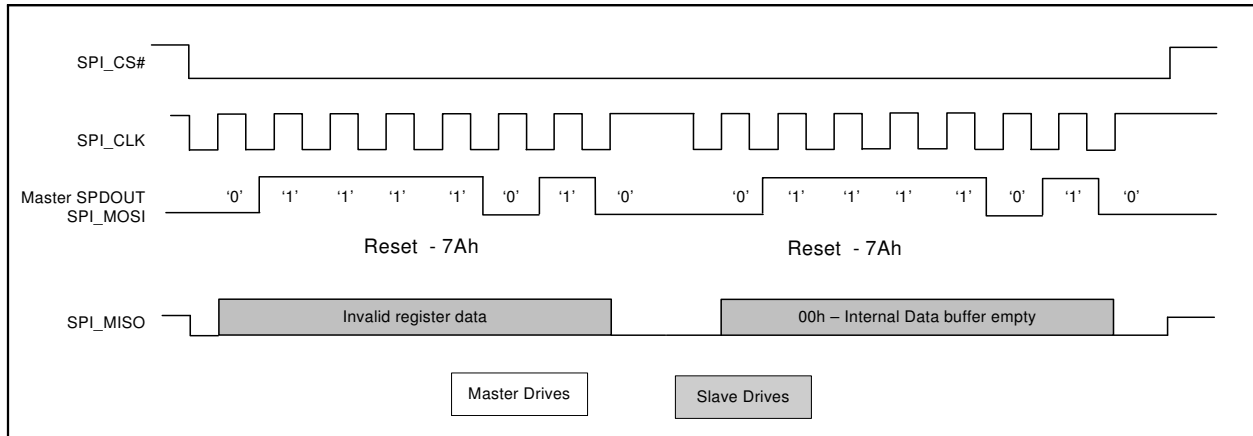 SPI_CS#
SPI_CLK
Master SPDOUT
SPI_MOSI
‘0’ ‘1’ ‘1’ ‘1’ ‘1’ ‘0’ ‘1’ ‘0’ ‘0’ ‘1’ ‘1’ ‘1’ ‘1’ ‘0’ ‘1’ ‘0’
Reset - 7Ah Reset - 7Ah
SPI_MISO
Invalid register data 00h – Internal Data buffer empty
Master Drives Slave Drives